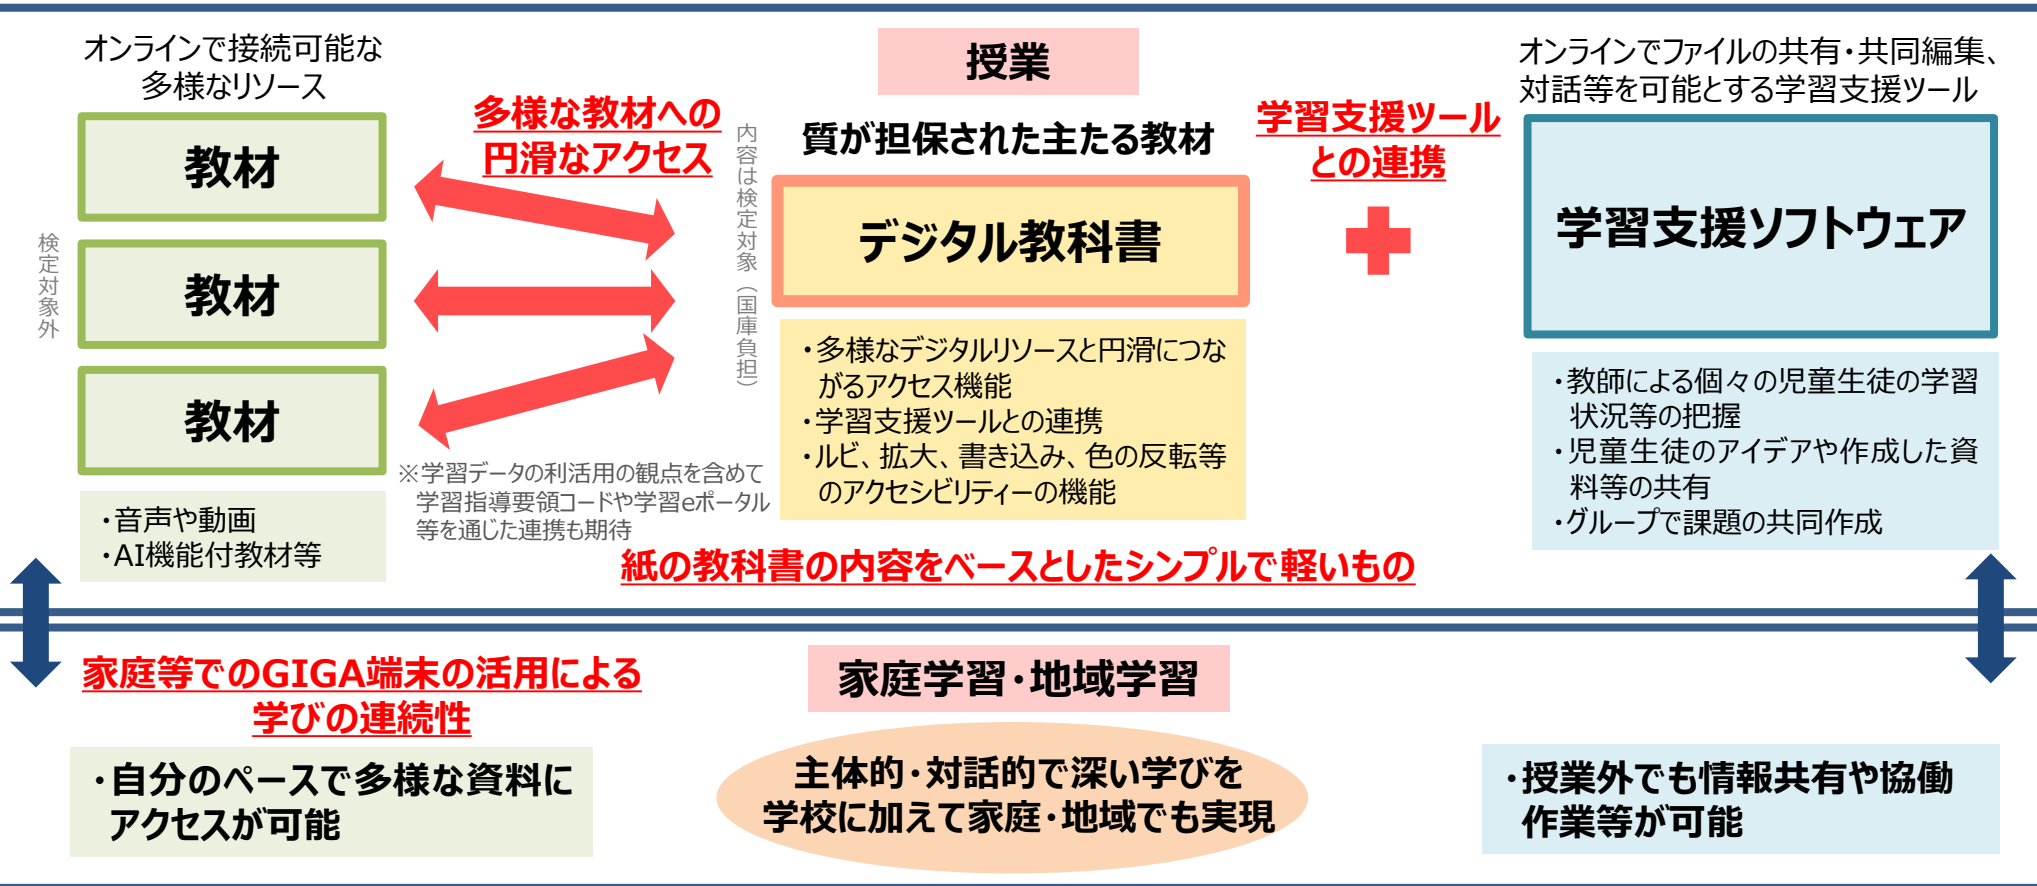 オンラインで接続可能な
多様なリソース
教材
教材
教材
検定対象外
・音声や動画
・AI機能付教材等
多様な教材への
円滑なアクセス
※学習データの利活用の観点を含めて
学習指導要領コードや学習eポータル
等を通じた連携も期待
授業
質が担保された主たる教材
内容は検定対象（国庫負担）
デジタル教科書
・多様なデジタルリソースと円滑につな
がるアクセス機能
・学習支援ツールとの連携
・ルビ、拡大、書き込み、色の反転等
のアクセシビリティーの機能
学習支援ツール
との連携
オンラインでファイルの共有・共同編集、
対話等を可能とする学習支援ツール
学習支援ソフトウェア
・教師による個々の児童生徒の学習
状況等の把握
・児童生徒のアイデアや作成した資
料等の共有
・グループで課題の共同作成
紙の教科書の内容をベースとしたシンプルで軽いもの
家庭等でのGIGA端末の活用による
学びの連続性
・自分のペースで多様な資料に
アクセスが可能
家庭学習・地域学習
主体的・対話的で深い学びを
学校に加えて家庭・地域でも実現
・授業外でも情報共有や協働
作業等が可能